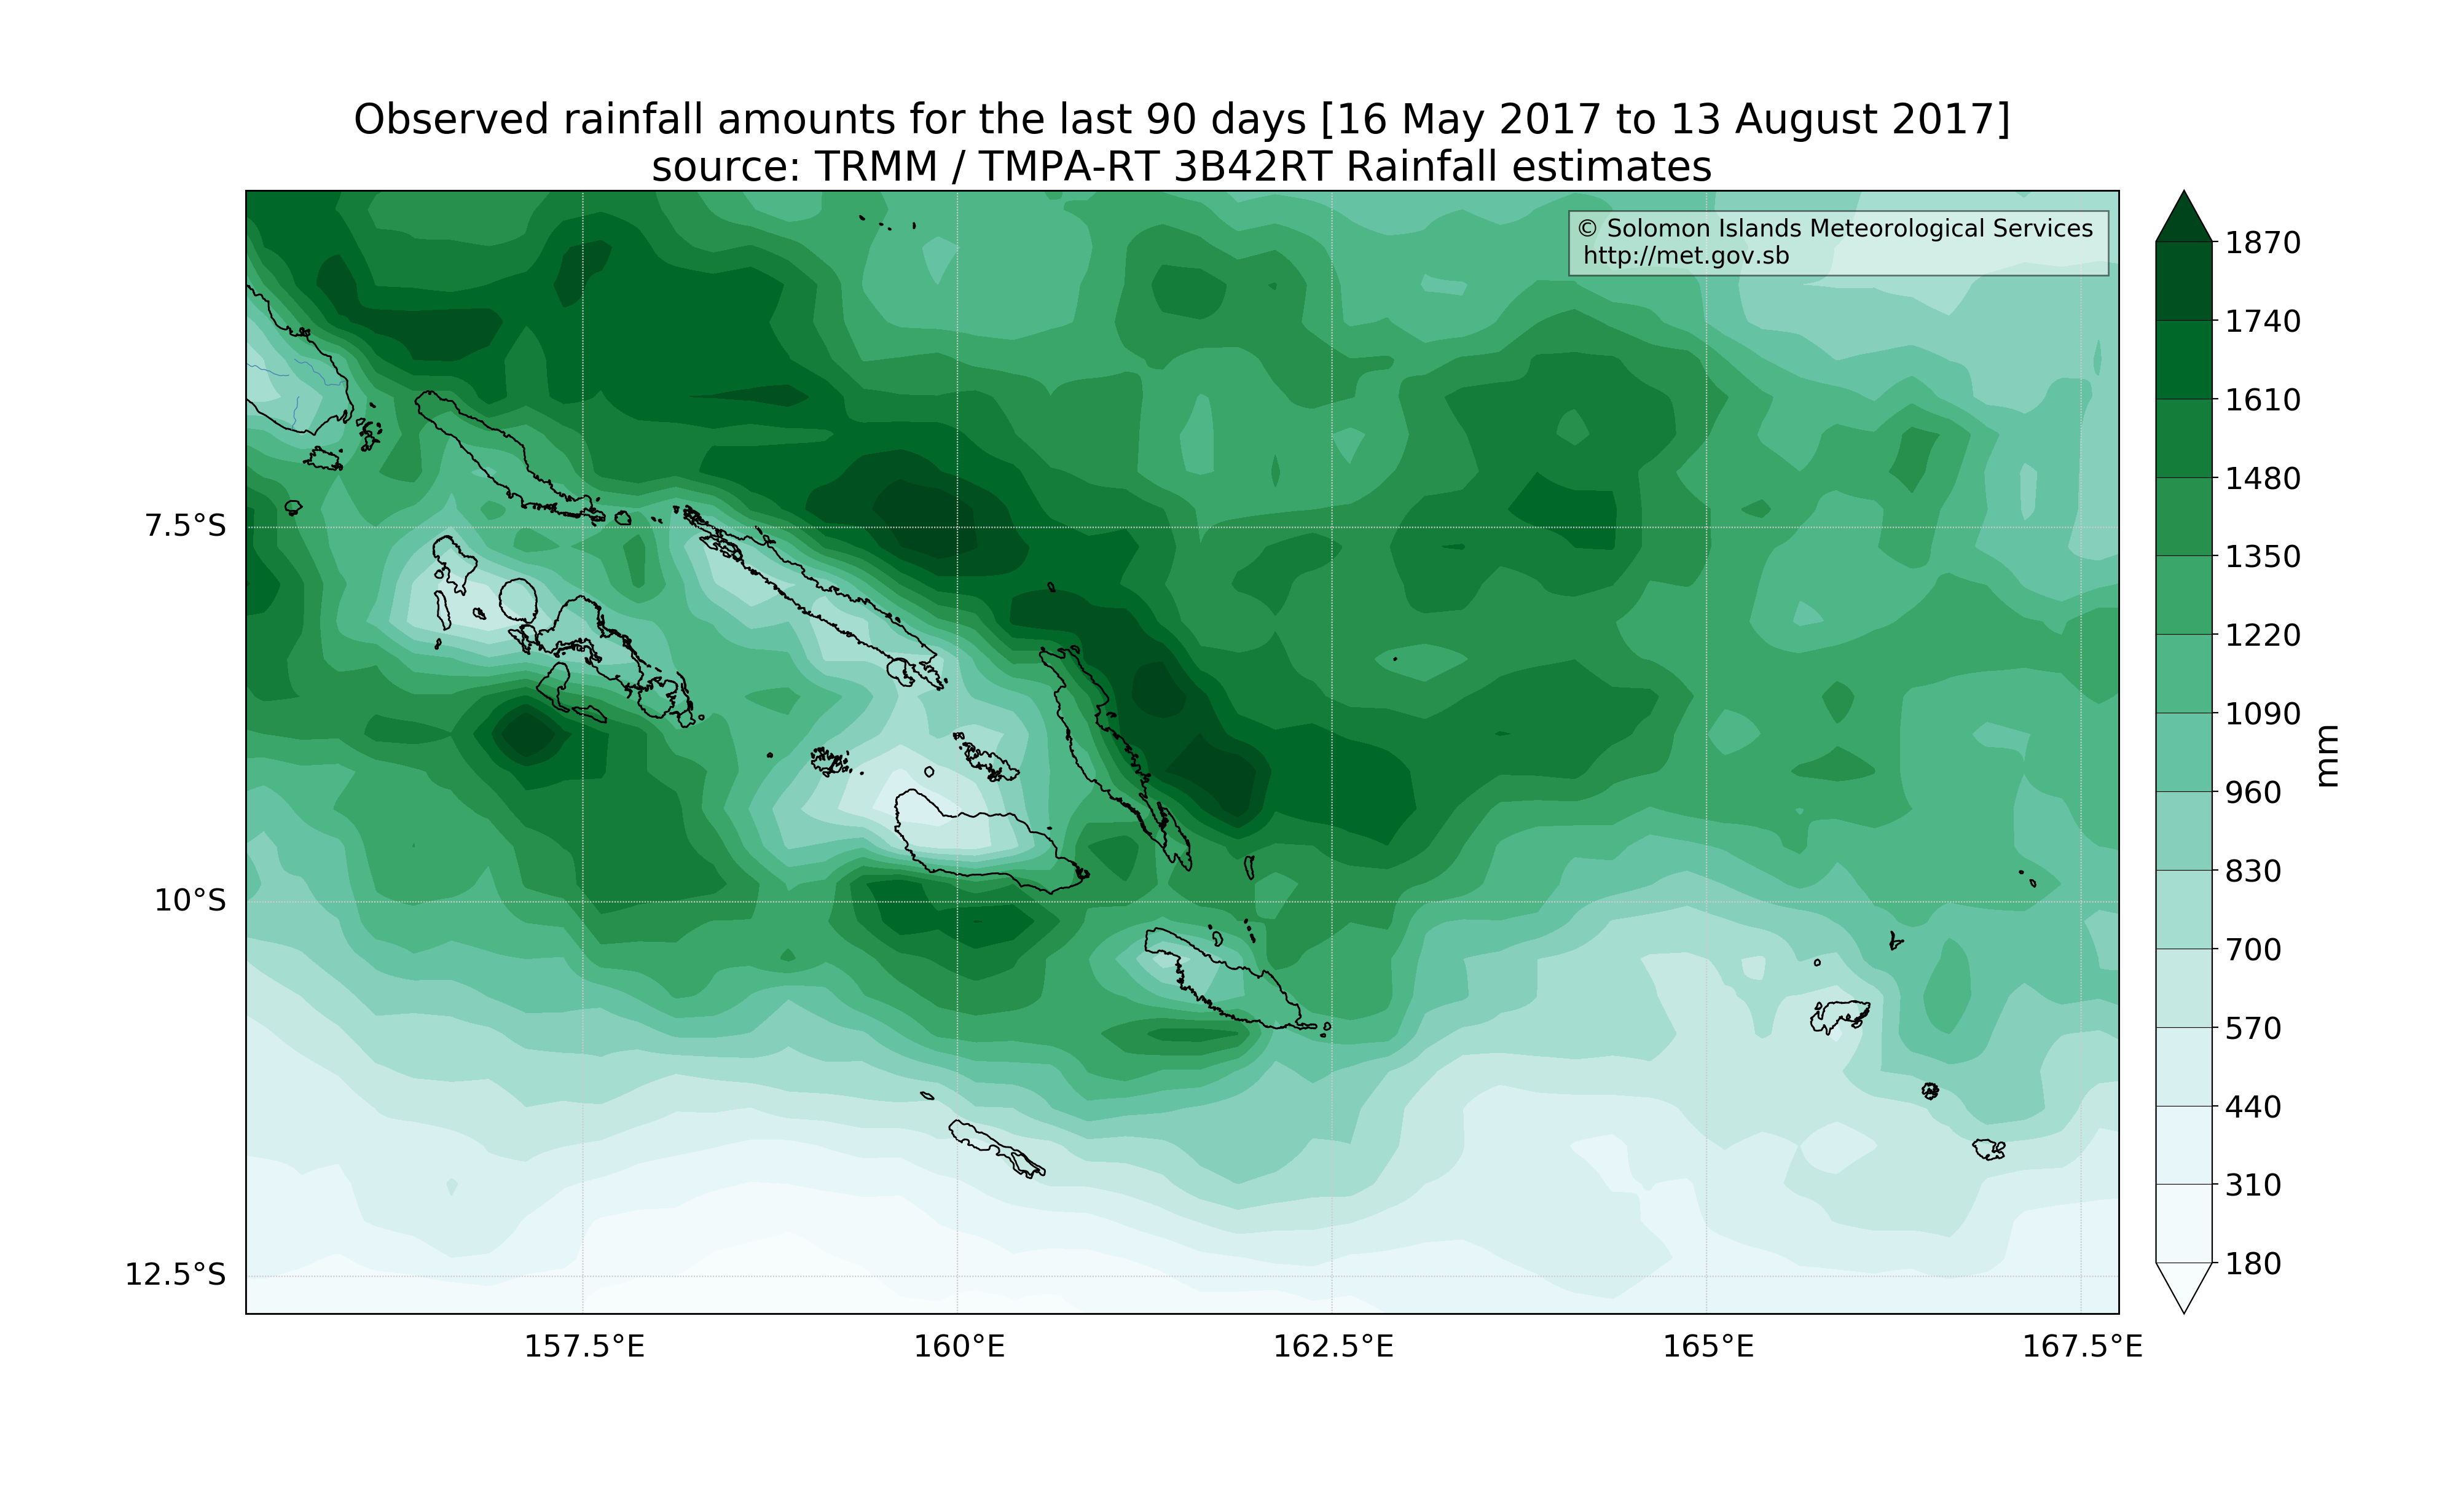 Observed rainfall amounts for the last 90 days [16 May 2017 to 13 August 2017]
source: TRMM / TMPA-RT 3B42RT Rainfall estimates
© Solomon Islands Meteorological Services
http://met.gov.sb
7.5°S
10°S
12.5°S
157.5°E
160°E
162.5°E
165°E
167.5°E
1870
1740
1610
1480
1350
1220
1090
960
830
700
570
440
310
180
mm